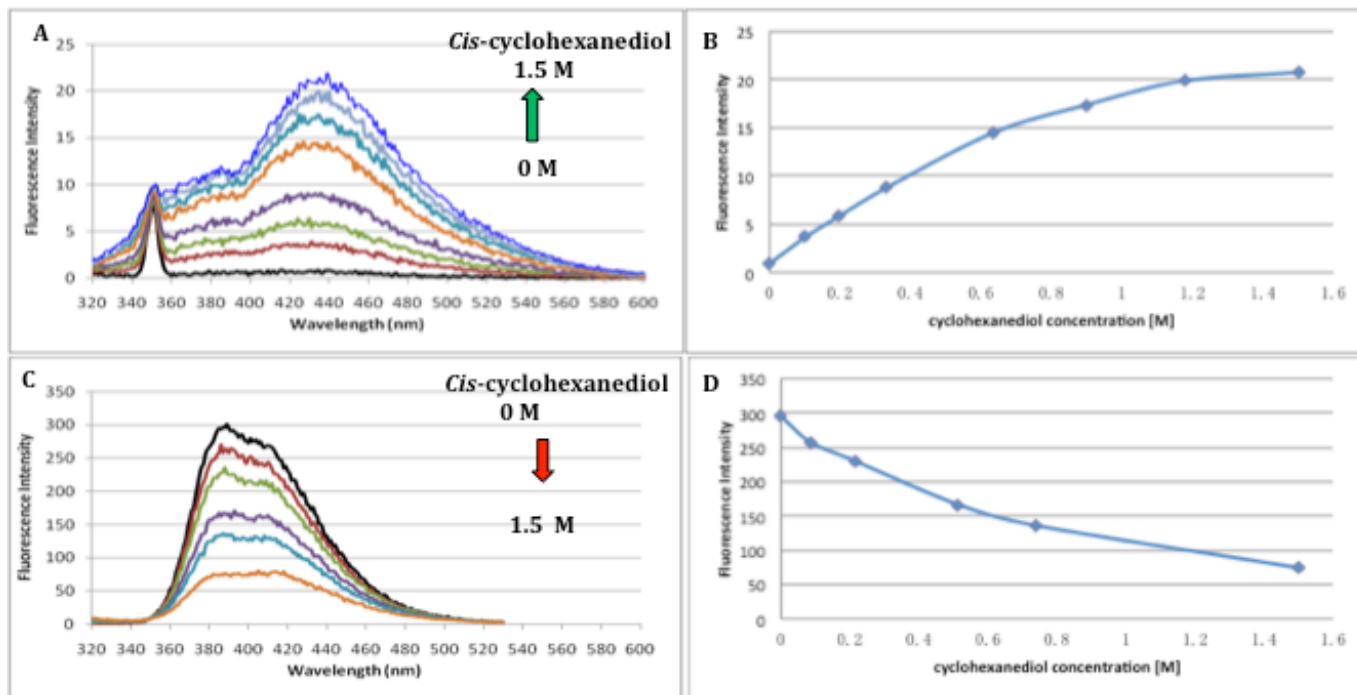 A
Cis-cyclohexanediol
1.5 M
0 M
Fluorescence Intensity
25
20
15
10
5
0
320 340 360 380 400 420 440 460 480 500 520 540 560 580 600
Wavelength (nm)
B
Fluorescence Intensity
25
20
15
10
5
0
0 0.2 0.4 0.6 0.8 1 1.2 1.4 1.6
cyclohexanediol concentration [M]
C
Cis-cyclohexanediol
0 M
1.5 M
Fluorescence Intensity
350
300
250
200
150
100
50
0
320 340 360 380 400 420 440 460 480 500 520 540 560 580 600
Wavelength (nm)
D
Fluorescence Intensity
350
300
250
200
150
100
50
0
0 0.2 0.4 0.6 0.8 1 1.2 1.4 1.6
cyclohexanediol concentration [M]